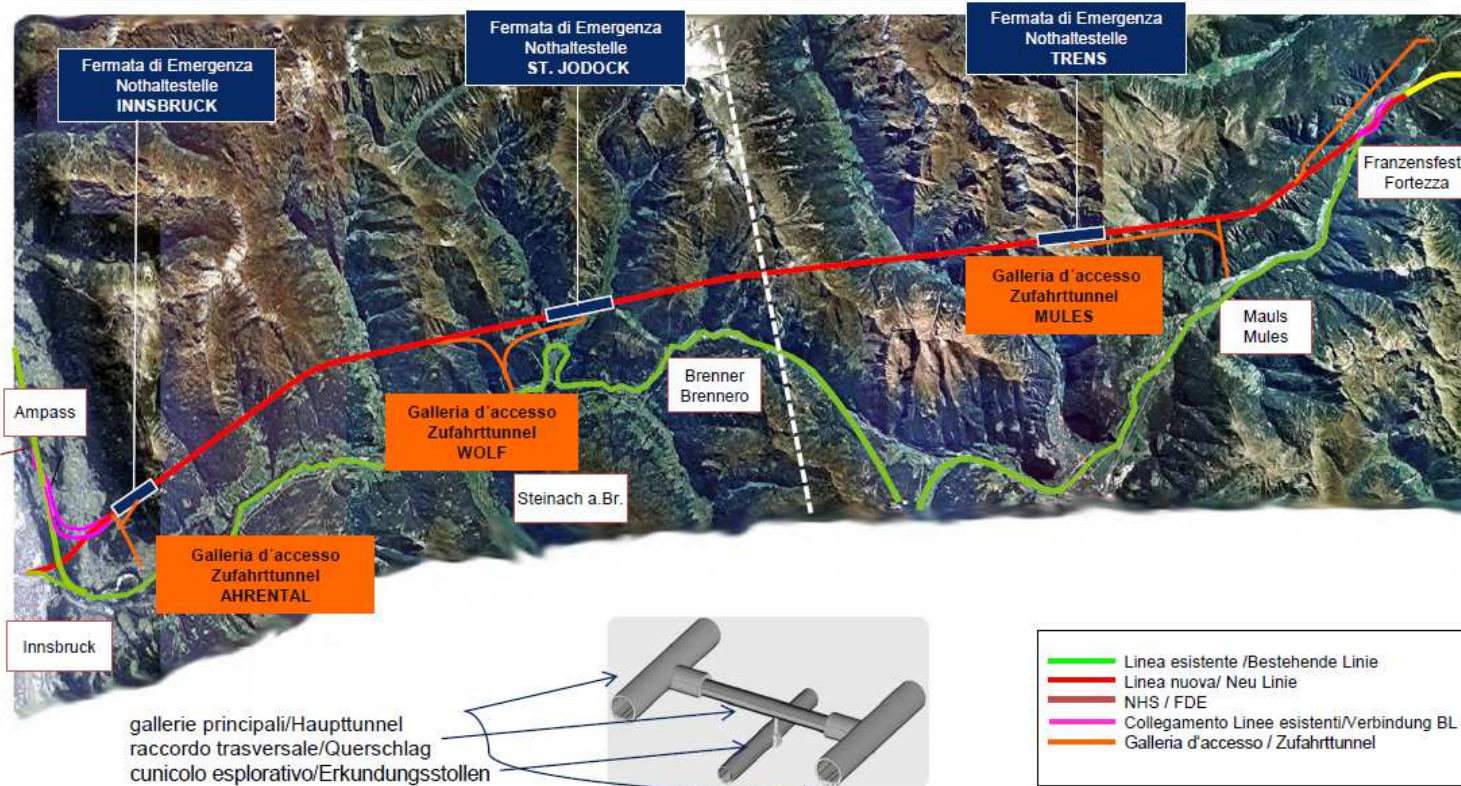 Fermata di Emergenza
Nothaltestelle
INNSBRUCK
Fermata di Emergenza
Nothaltestelle
ST. JODOCK
Fermata di Emergenza
Nothaltestelle
TRENS
Franzensfest
Fortezza
Galleria d´accesso
Zufahrttunnel
MULES
Mauls
Mules
Brenner
Brennero
Ampass
Galleria d´accesso
Zufahrttunnel
WOLF
Steinach a.Br.
Galleria d´accesso
Zufahrttunnel
AHRENTAL
Innsbruck
gallerie principali/Haupttunnel
raccordo trasversale/Querschlag
cunicolo esplorativo/Erkundungsstollen
Linea esistente /Bestehende Linie
Linea nuova/ Neu Linie
NHS / FDE
Collegamento Linee esistenti/Verbindung BL
Galleria d'accesso / Zufahrttunnel